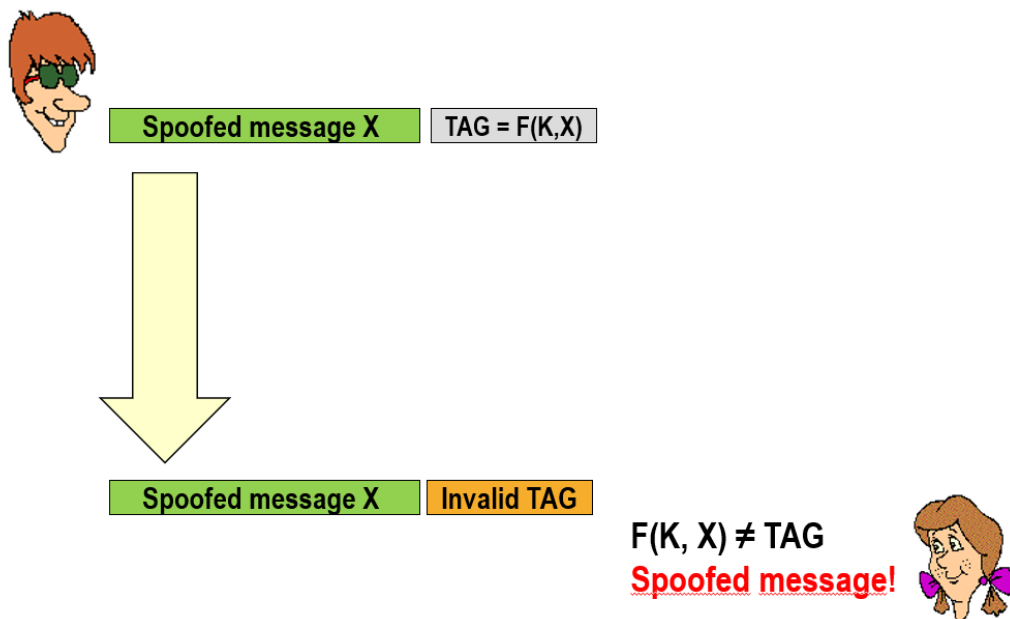 Spoofed message X
TAG = F(K,X)
Spoofed message X
Invalid TAG
F(K, X) ≠ TAG
Spoofed message!